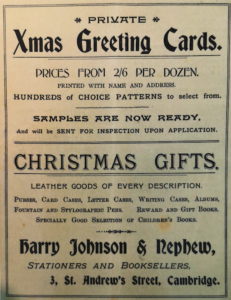 PRIVATE
Xmas Greeting Cards.
PRICES FROM 2/6 PER DOZEN.
PRINTED WITH NAME AND ADDRESS.
HUNDREDS OF CHOICE PATTERNS to select from.
SAMPLES ARE NOW READY,
And will be SENT FOR INSPECTION UPON APPLICATION.
CHRISTMAS GIFTS.
LEATHER GOODS OF EVERY DESCRIPTION.
PURSES, CARD CASES, LETTER CASES, WRITING CASES, ALBUMS,
FOUNTAIN AND STYLOGRAPHIC PENS, REWARD AND GIFT BOOKS.
SPECIALLY GOOD SELECTION OF CHILDREN'S BOOKS.
Harry Johnson & Nephew,
STATIONERS AND BOOKSELLERS,
3, St. Andrew's Street, Cambridge.